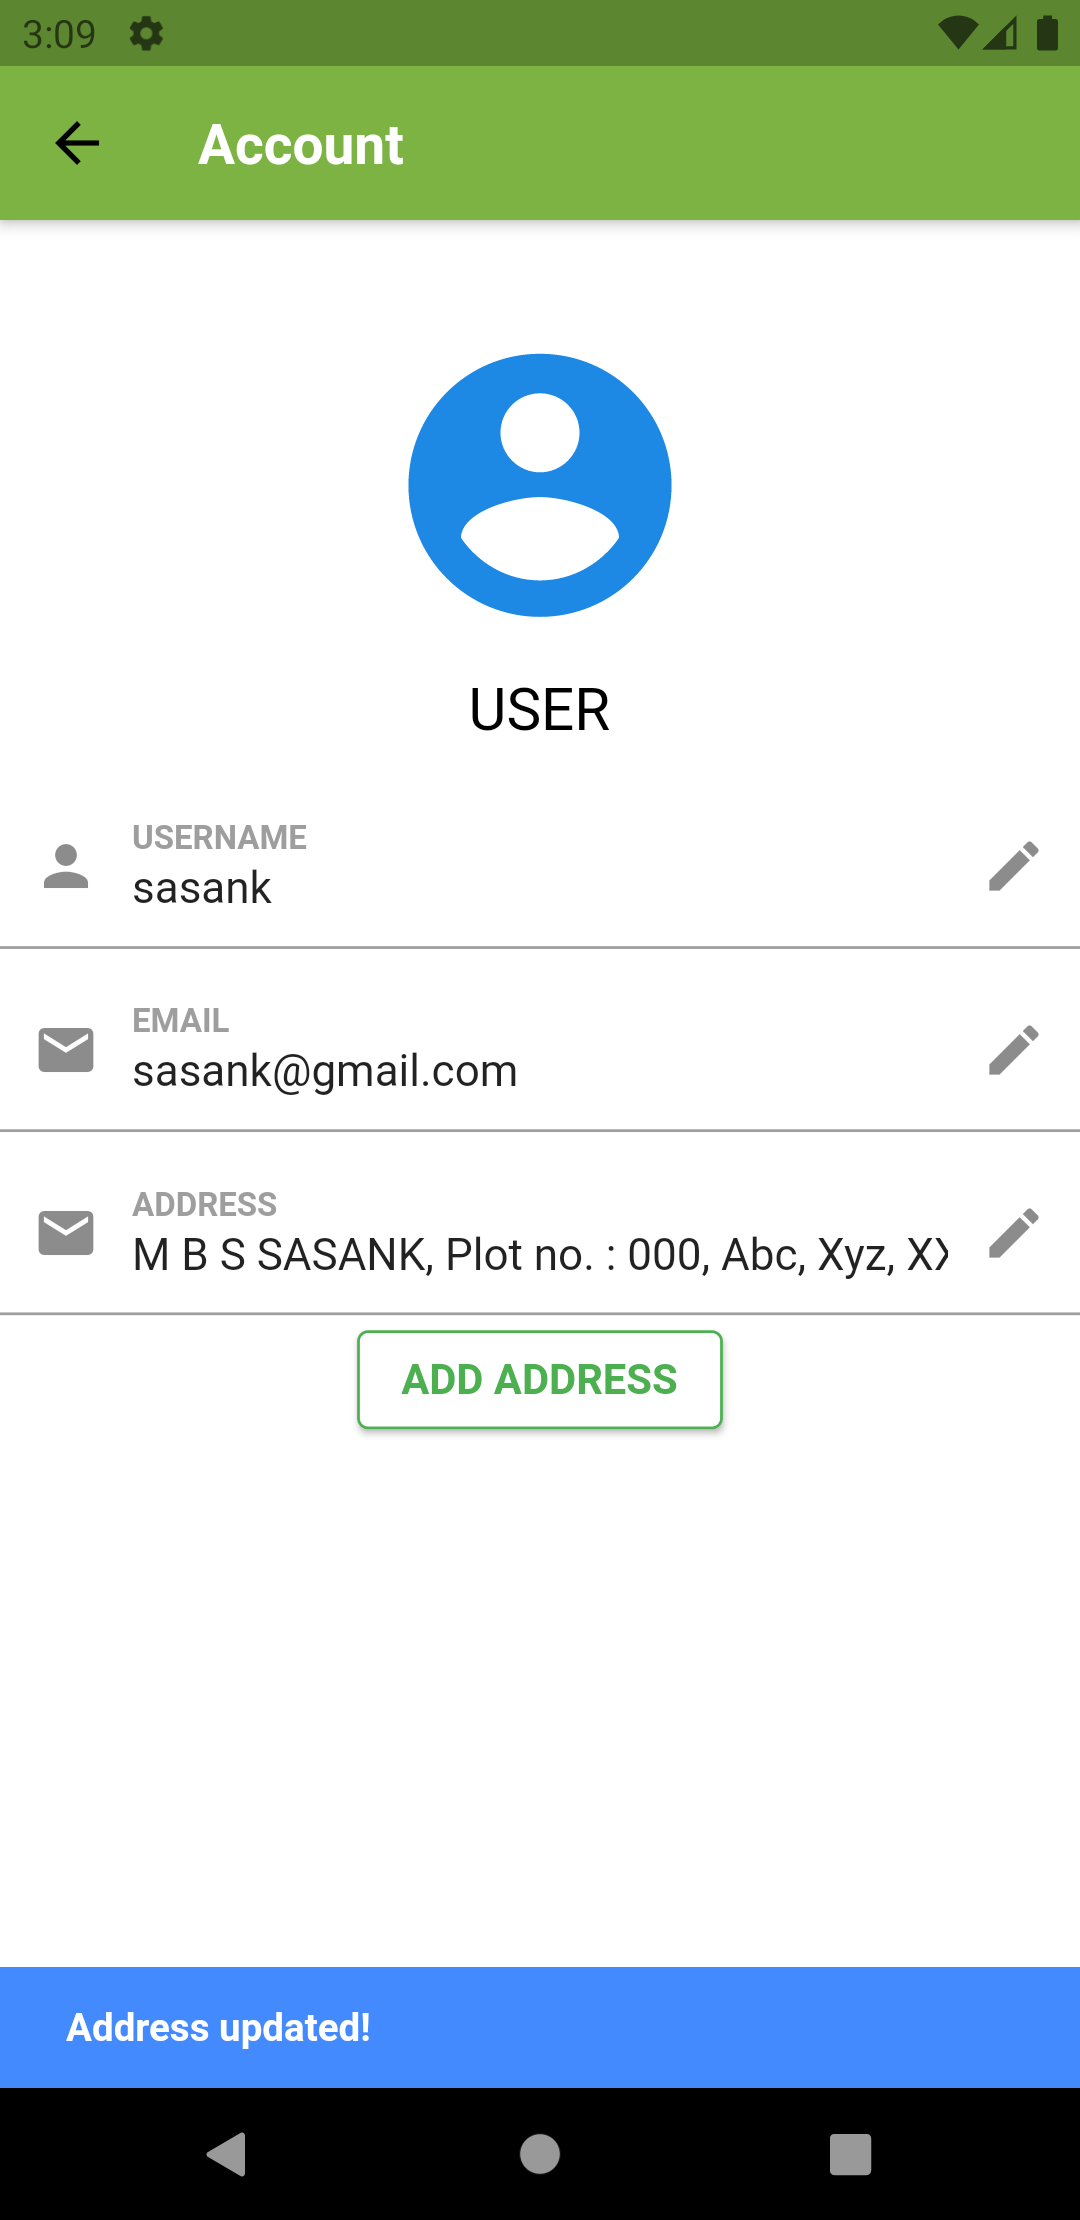 3:09
Account
USER
USERNAME
sasank
EMAIL
sasank@gmail.com
ADDRESS
M B S SASANK, Plot no. : 000, Abc, Xyz, XX
ADD ADDRESS
Address updated!